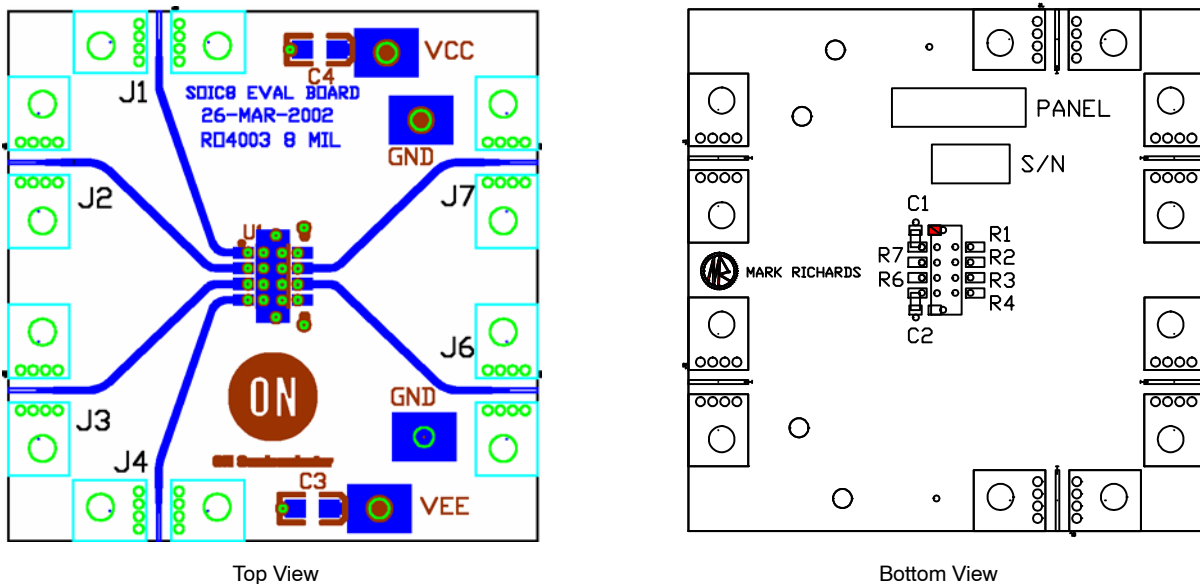 VCC
C4
J1
SOIC8 EVAL BOARD
26-MAR-2002
RO4003 8 MIL
GND
J2
J7
U1
J6
GND
ON
J3
J4
C3
VEE
Top View
PANEL
S/N
C1
R1
R7
R2
MARK RICHARDS
R6
R3
R4
C2
Bottom View